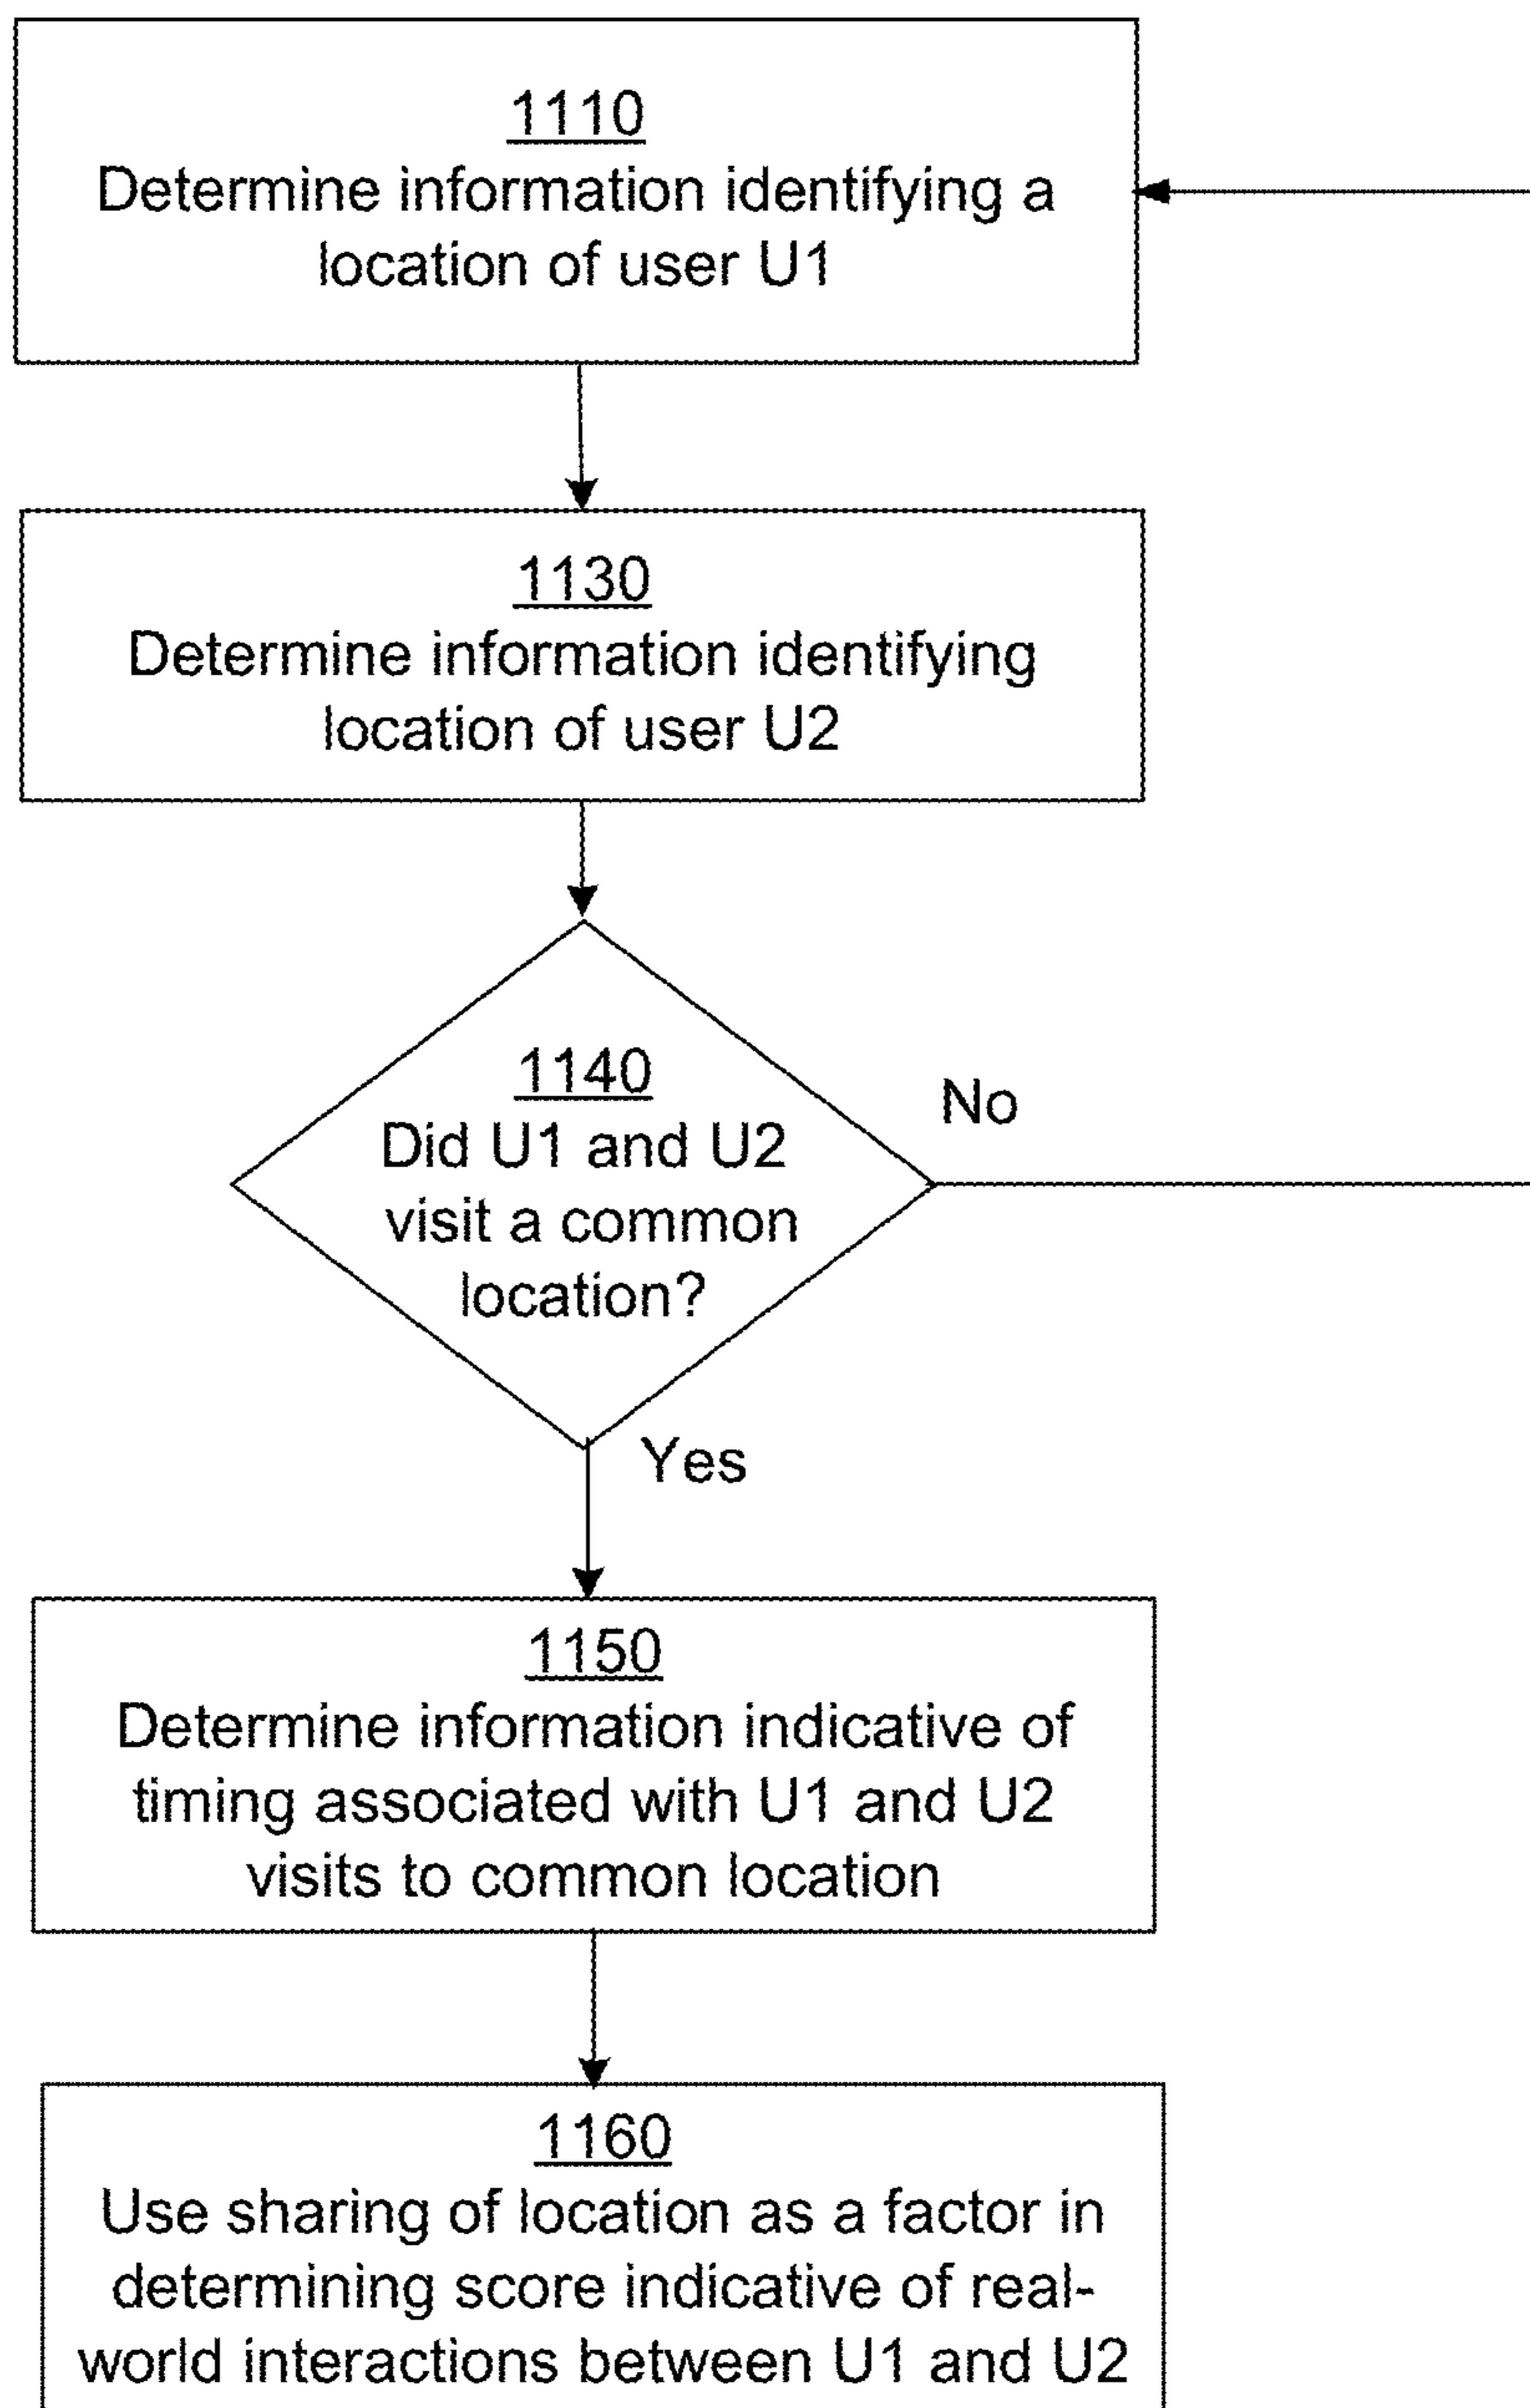 1110
Determine information identifying a
location of user U1
1130
Determine information identifying
location of user U2
1140
Did U1 and U2
visit a common
location?
No
Yes
1150
Determine information indicative of
timing associated with U1 and U2
visits to common location
1160
Use sharing of location as a factor in
determining score indicative of real-
world interactions between U1 and U2